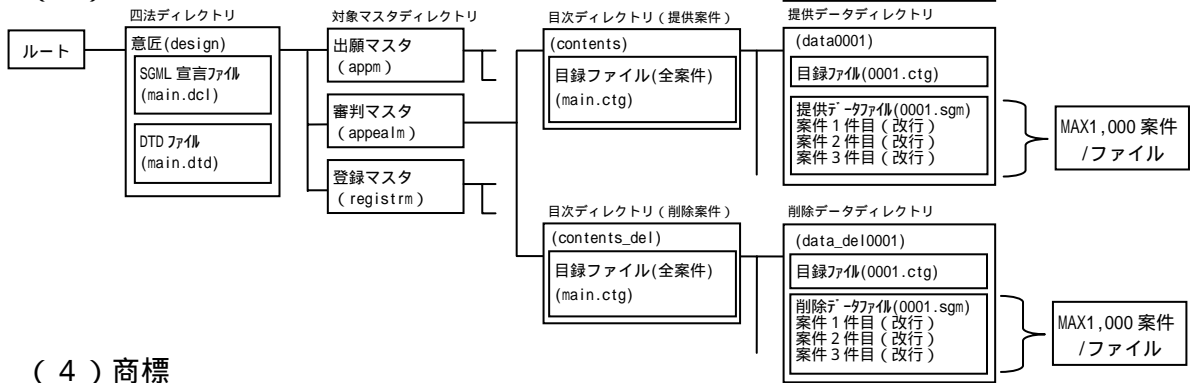 四法ディレクトリ
対象マスタディレクトリ
目次ディレクトリ(提供案件)
提供データディレクトリ
ルート
意匠(design)
SGML 宣言ファイル
(main.dcl)
DTD ファイル
(main.dtd)
出願マスタ
(appm)
審判マスタ
(appealm)
登録マスタ
(registrm)
(contents)
目録ファイル(全案件)
(main.ctg)
(data0001)
目録ファイル(0001.ctg)
提供データファイル(0001.sgm)
案件1件目(改行)
案件2件目(改行)
案件3件目(改行)
MAX1,000 案件
/ファイル
目次ディレクトリ(削除案件)
削除データディレクトリ
(contents_del)
目録ファイル(全案件)
(main.ctg)
(data_del0001)
目録ファイル(0001.ctg)
削除データファイル(0001.sgm)
案件1件目(改行)
案件2件目(改行)
案件3件目(改行)
MAX1,000 案件
/ファイル
(4)商標